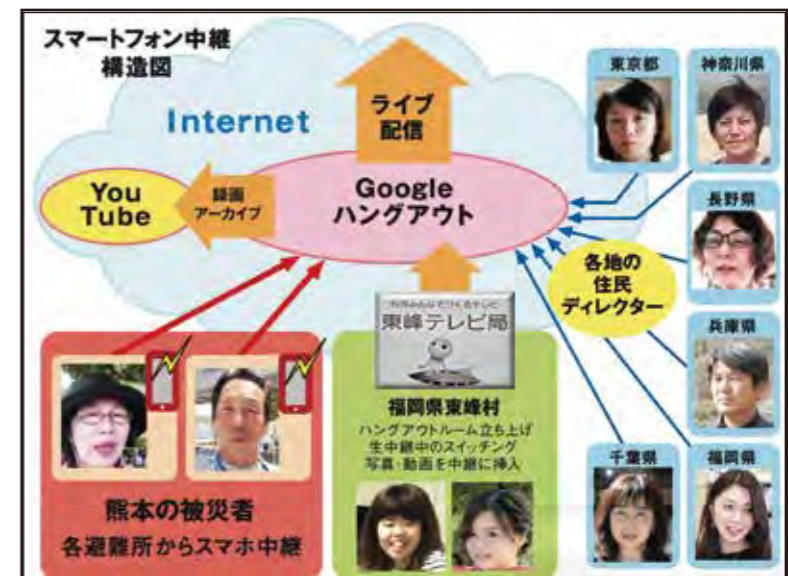 スマートフォン中継
構造図
Internet
ライブ
配信
Google
ハングアウト
録画
アーカイブ
You
Tube
東京都
神奈川県
長野県
各地の
住民
ディレクター
兵庫県
千葉県
福岡県
東峰テレビ局
福岡県東峰村
ハングアウトルーム立ち上げ
生中継中のスイッチング
写真・動画を中継に挿入
熊本の被災者
各避難所からスマホ中継